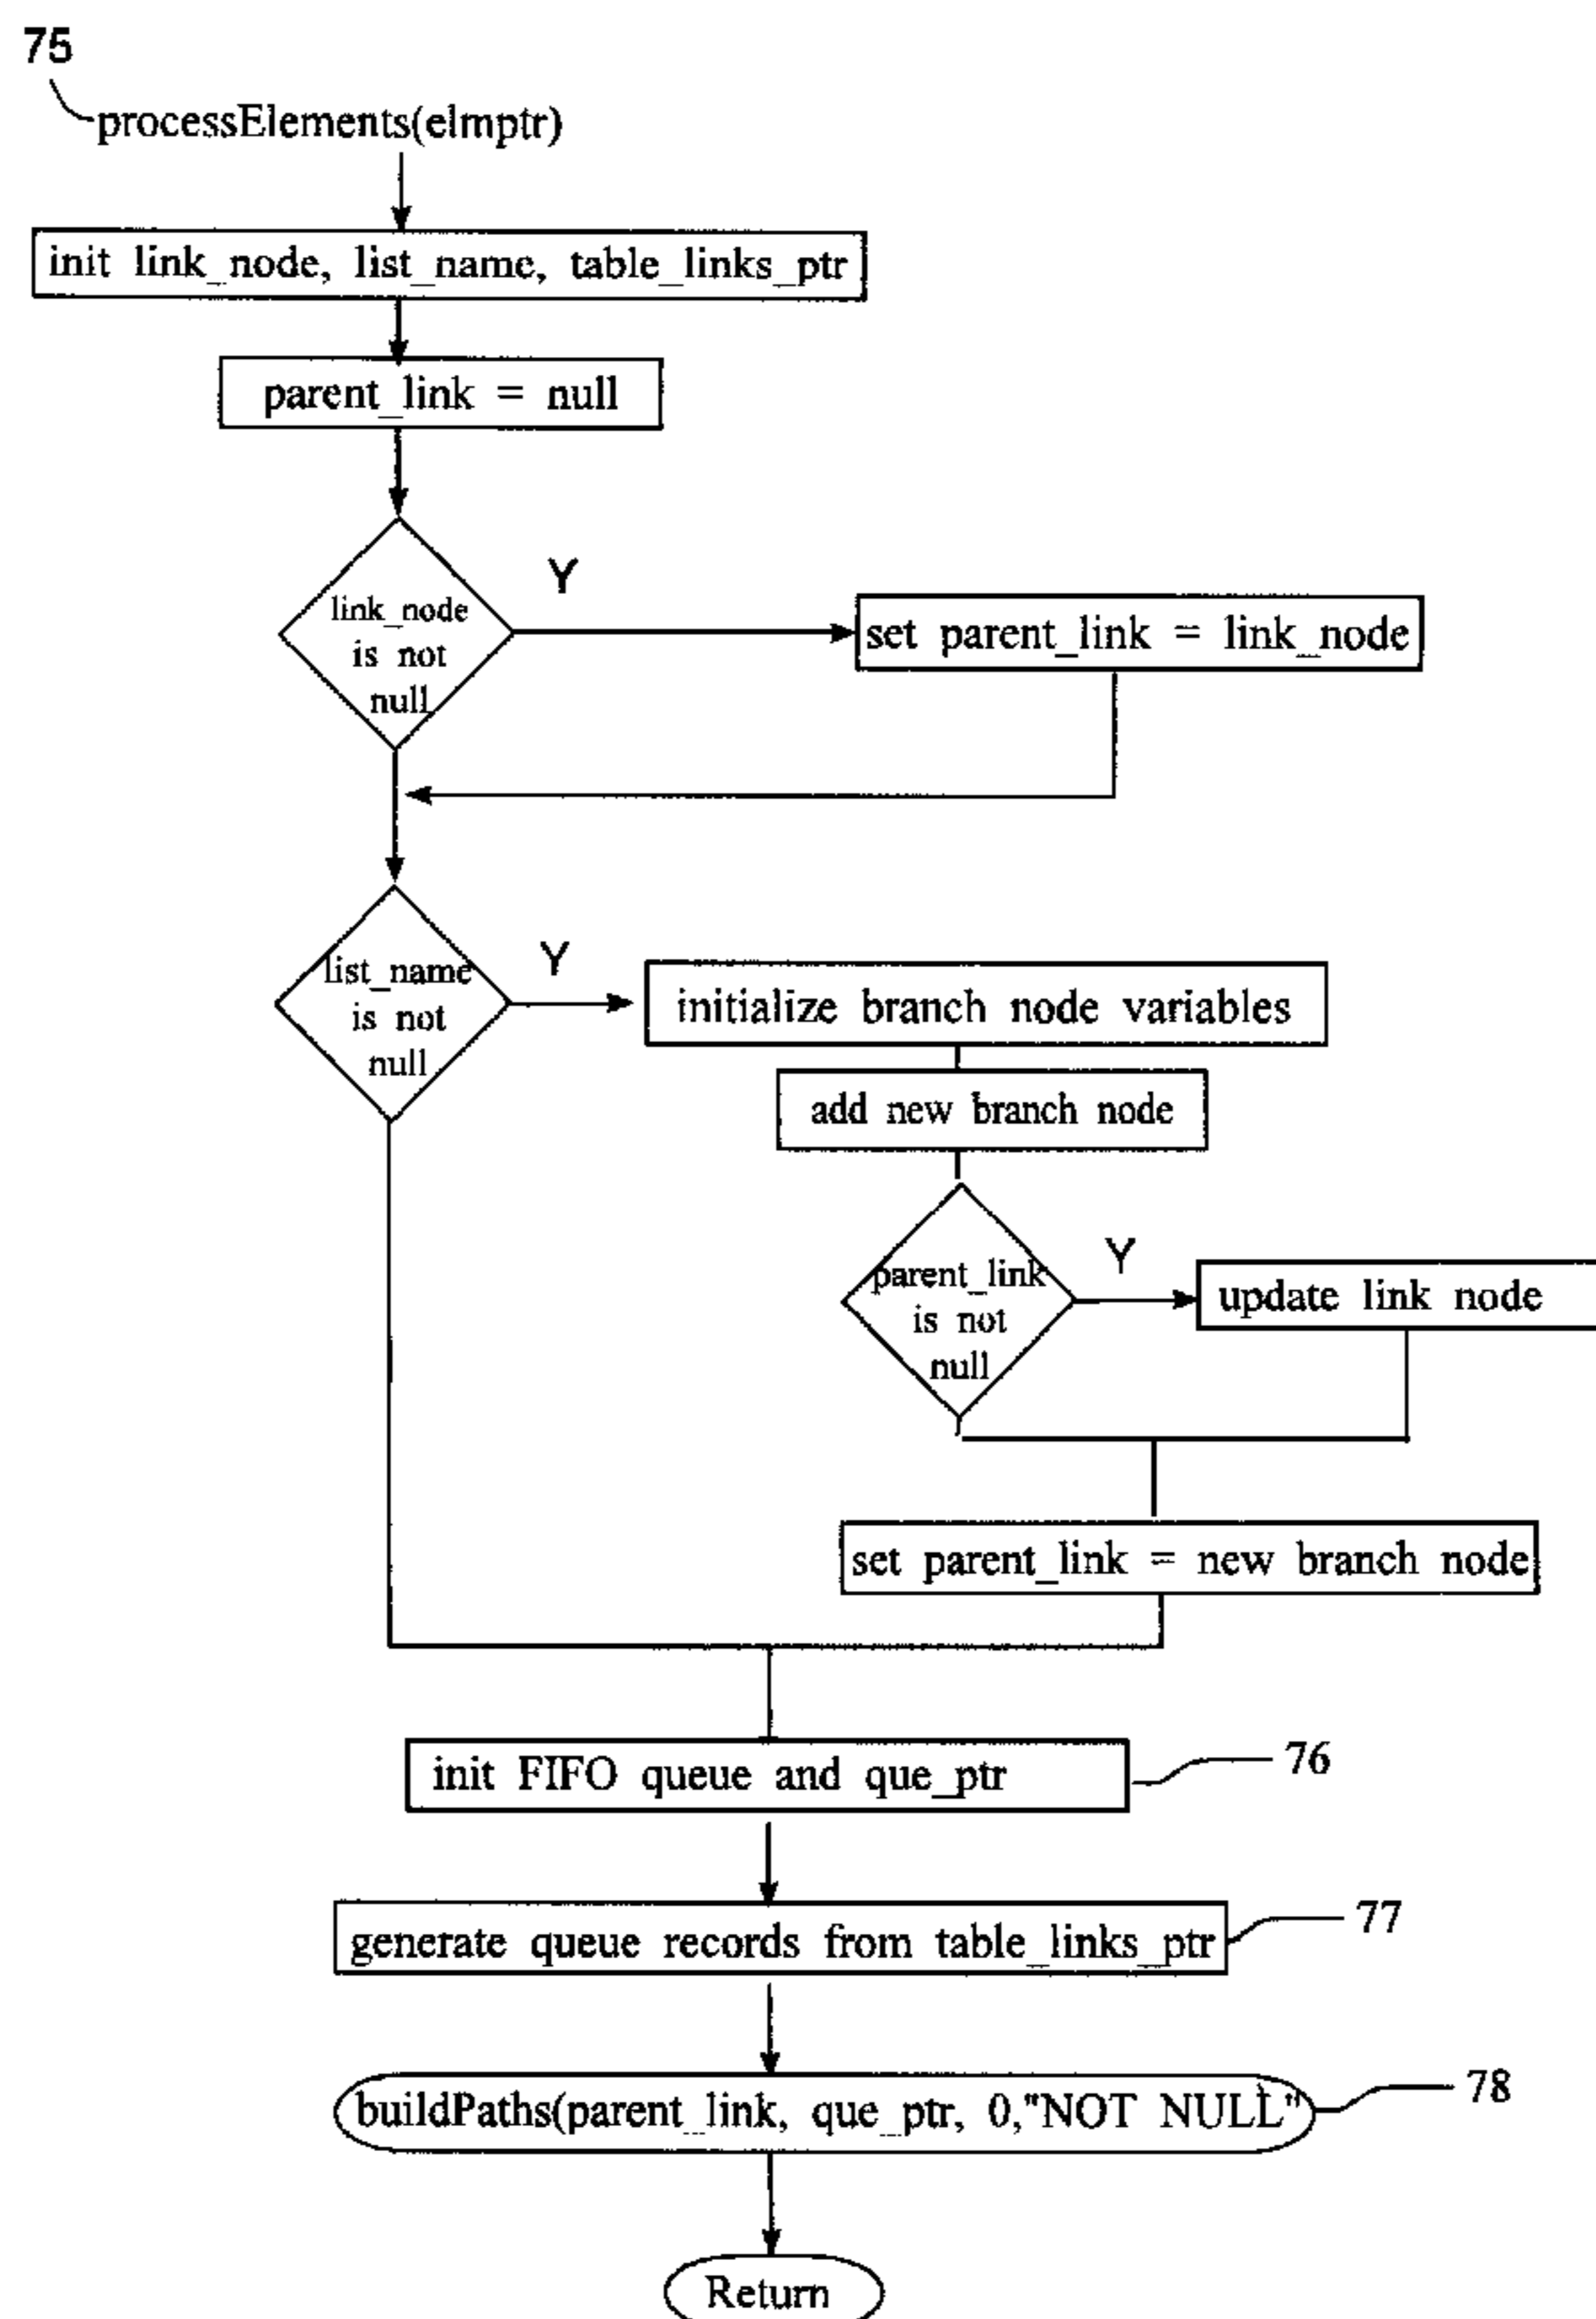 75
processElements(elmptr)
init link_node, list_name, table_links_ptr
parent_link = null
link_node
is not
null
Y
set parent_link = link_node
list_name
is not
null
Y
initialize branch node variables
add new branch node
parent_link
is not
null
Y
update link node
set parent_link = new branch node
init FIFO queue and que_ptr
76
generate queue records from table_links_ptr
77
buildPaths(parent_link, que_ptr, 0,"NOT NULL"
78
Return